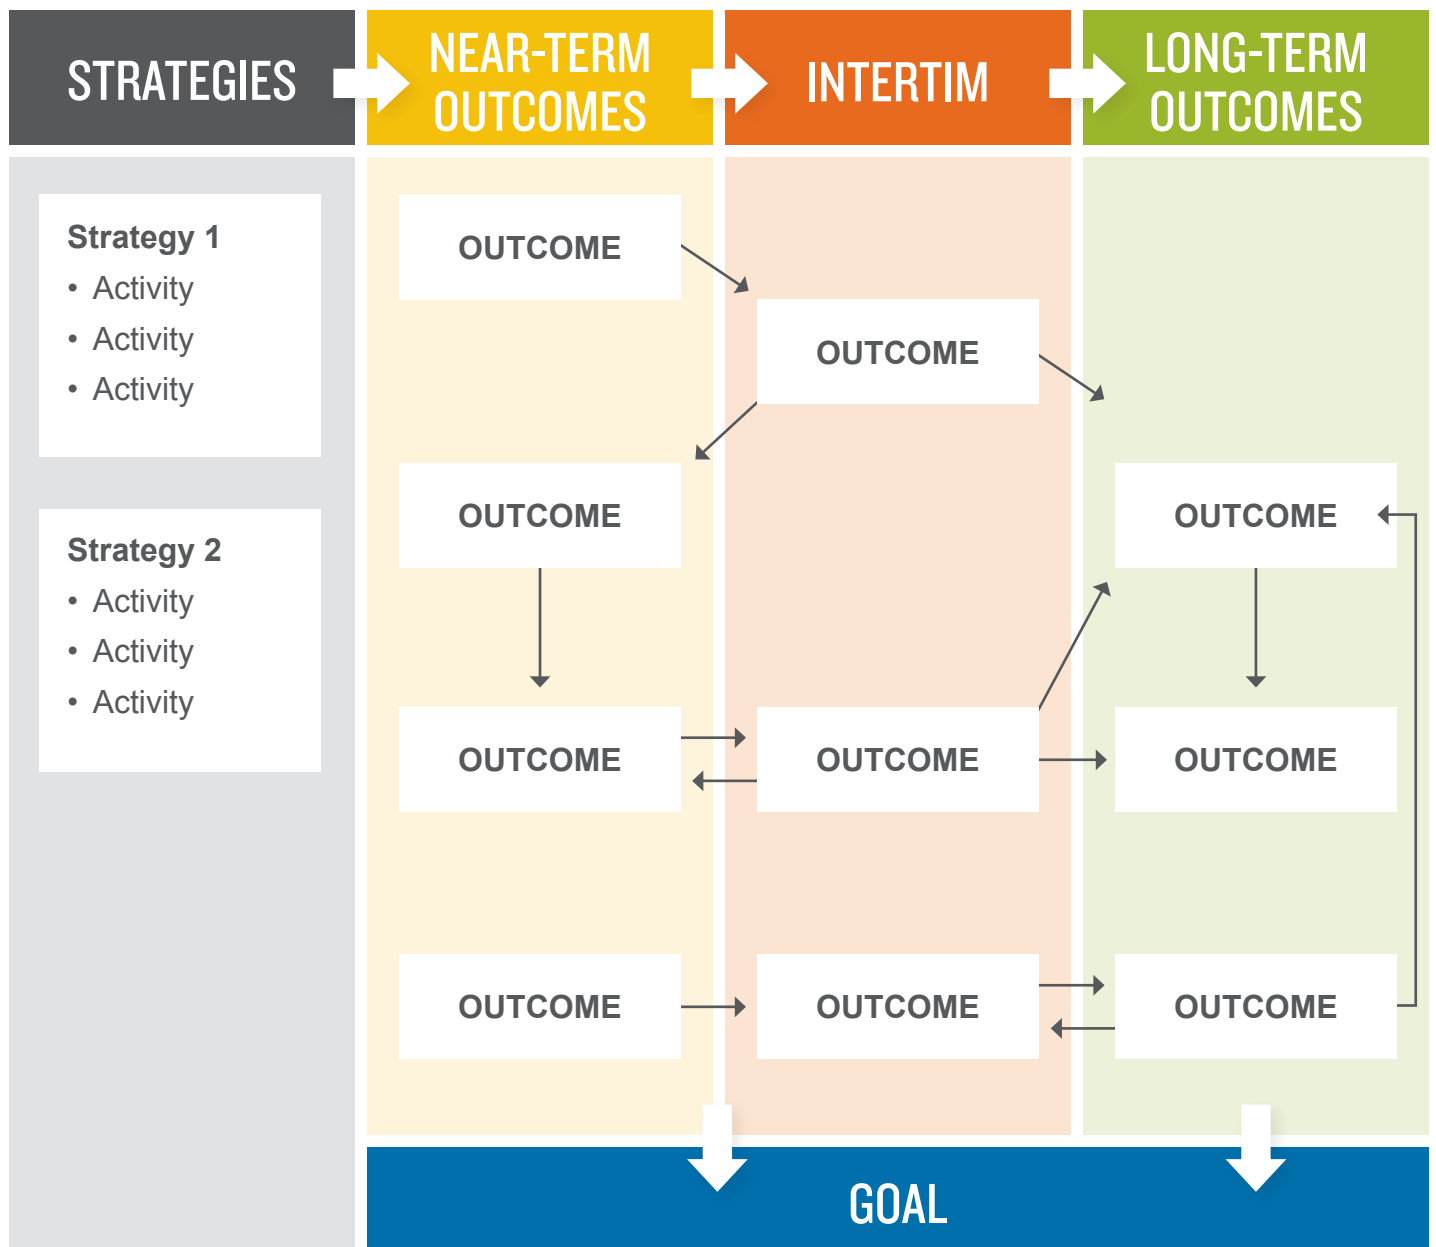 STRATEGIES
NEAR-TERM
OUTCOMES
INTERTIM
LONG-TERM
OUTCOMES
Strategy 1
• Activity
• Activity
• Activity
Strategy 2
• Activity
• Activity
• Activity
OUTCOME
OUTCOME
OUTCOME
OUTCOME
OUTCOME
OUTCOME
OUTCOME
OUTCOME
OUTCOME
OUTCOME
GOAL